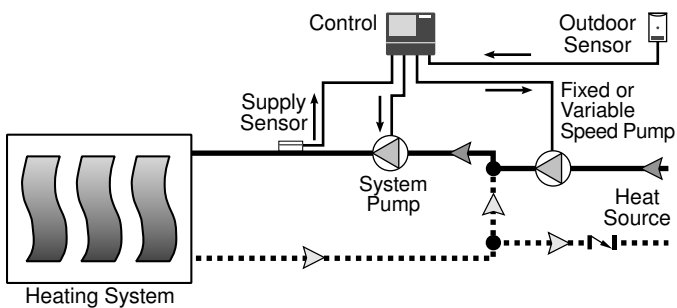 Control
Outdoor
Sensor
Supply
Sensor
Fixed or
Variable
Speed Pump
System
Pump
Heat
Source
Heating System